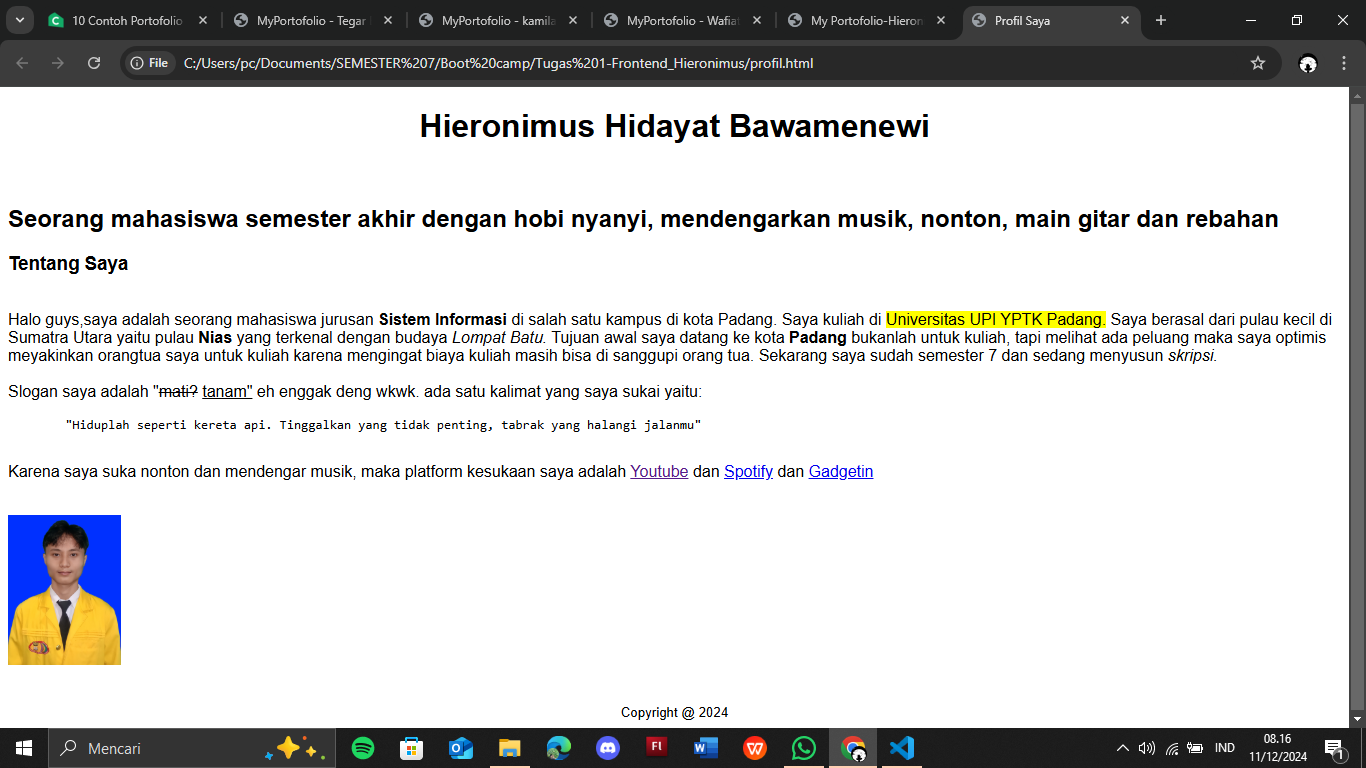 10 Contoh Portofolio
MyPortofolio - Tegar
MyPortofolio - kamila
MyPortofolio - Wafia
My Portofolio-Hieron
Profil Saya
File
C:/Users/pc/Documents/SEMESTER%207/Boot%20camp/Tugas%201-Frontend_Hieronimus/profil.html
Hieronimus Hidayat Bawamenewi
Seorang mahasiswa semester akhir dengan hobi nyanyi, mendengarkan musik, nonton, main gitar dan rebahan
Tentang Saya
Halo guys,saya adalah seorang mahasiswa jurusan Sistem Informasi di salah satu kampus di kota Padang. Saya kuliah di Universitas UPI YPTK Padang. Saya berasal dari pulau kecil di
Sumatra Utara yaitu pulau Nias yang terkenal dengan budaya Lompat Batu. Tujuan awal saya datang ke kota Padang bukanlah untuk kuliah, tapi melihat ada peluang maka saya optimis
meyakinkan orangtua saya untuk kuliah karena mengingat biaya kuliah masih bisa di sanggupi orang tua. Sekarang saya sudah semester 7 dan sedang menyusun skripsi.
Slogan saya adalah "mati? tanam" eh enggak deng wkwk. ada satu kalimat yang saya sukai yaitu:
"Hiduplah seperti kereta api. Tinggalkan yang tidak penting, tabrak yang halangi jalanmu"
Karena saya suka nonton dan mendengar musik, maka platform kesukaan saya adalah Youtube dan Spotify dan Gadgetin
Copyright @ 2024
Mencari
Fl
IND
08.16
11/12/2024
1